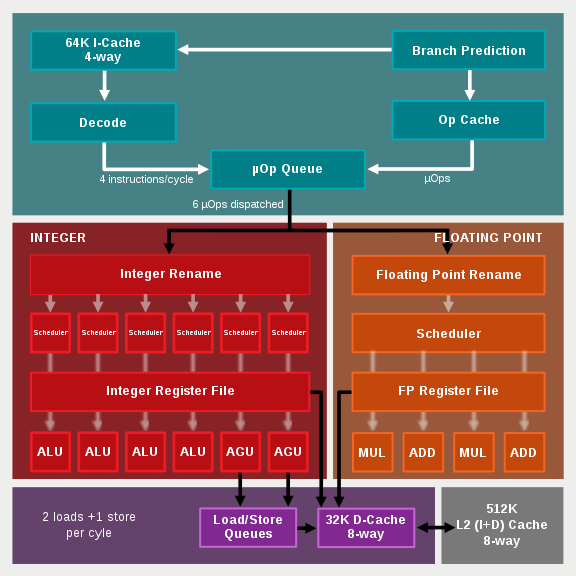 64K I-Cache
4-way
Branch Prediction
Decode
Op Cache
µOp Queue
4 instructions/cycle
µOps
6 µOps dispatched
INTEGER
FLOATING POINT
Integer Rename
Floating Point Rename
Scheduler
Scheduler
Scheduler
Scheduler
Scheduler
Scheduler
Scheduler
Integer Register File
FP Register File
ALU
ALU
ALU
ALU
AGU
AGU
MUL
ADD
MUL
ADD
2 loads +1 store
per cyle
Load/Store
Queues
32K D-Cache
8-way
512K
L2 (I+D) Cache
8-way